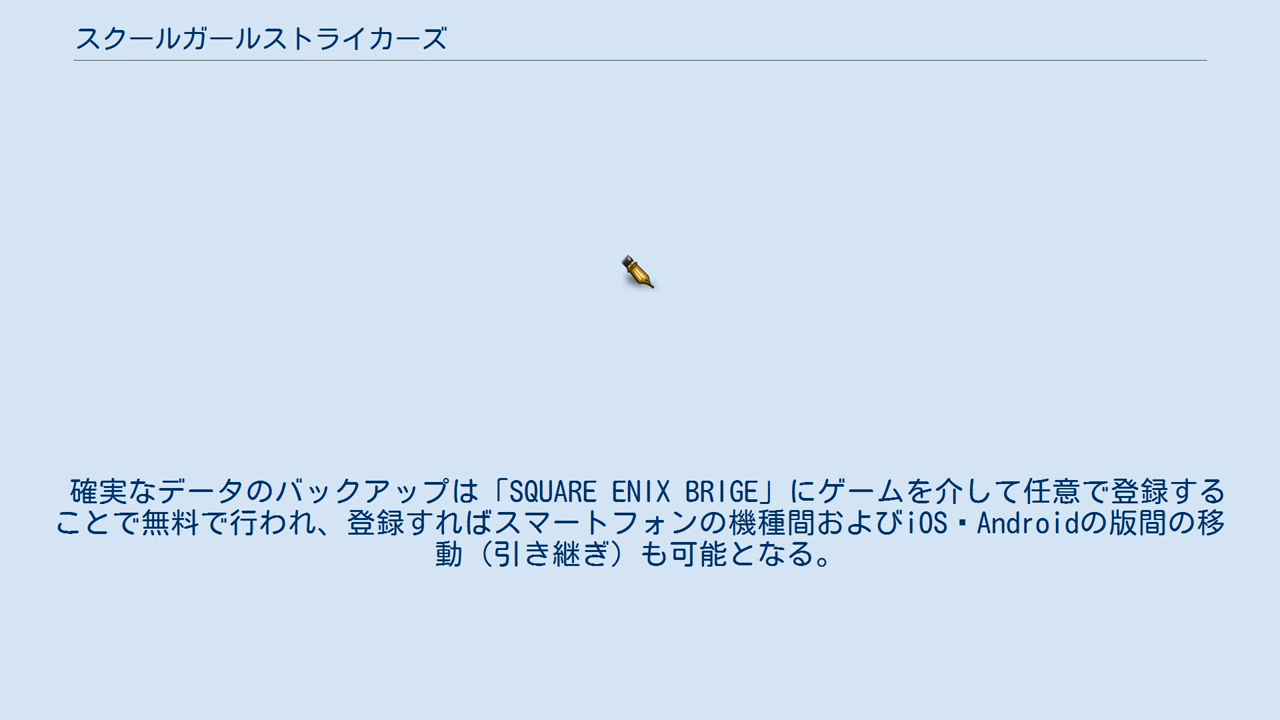 スクールガールストライカーズ
確実なデータのバックアップは「SQUARE ENIX BRIGE」にゲームを介して任意で登録する
ことで無料で行われ、登録すればスマートフォンの機種間およびiOS・Androidの版間の移
動（引き継ぎ）も可能となる。